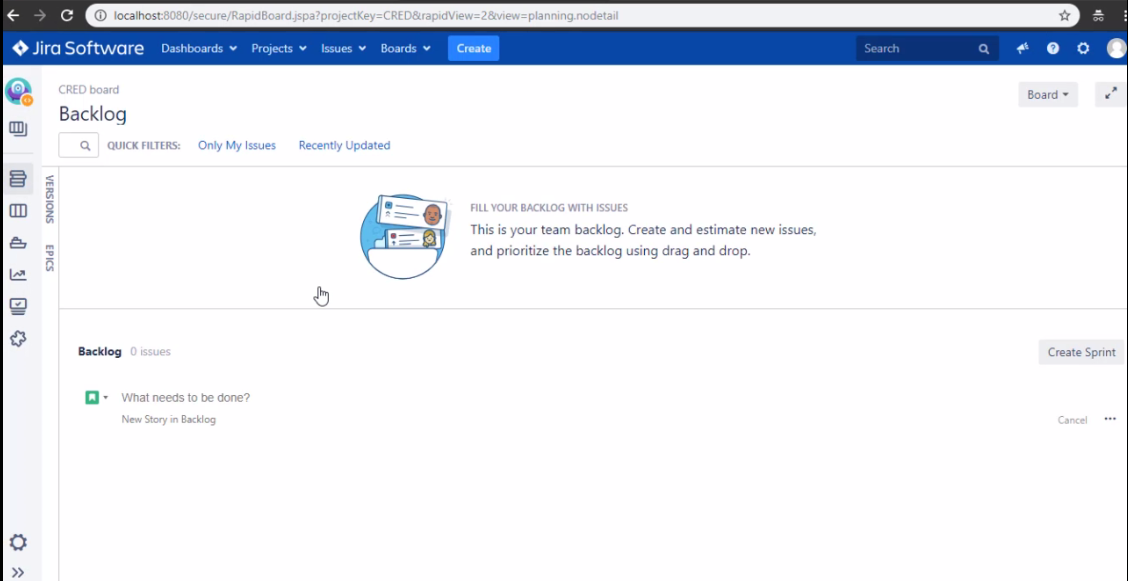 localhost:8080/secure/RapidBoard.jspa?projectKey=CRED&rapidView=2&view=planning.nodetail
Jira Software Dashboards Projects Issues Boards Create Search
CRED board
Board
Backlog
QUICK FILTERS: Only My Issues Recently Updated
VERSIONS
EPICS
FILL YOUR BACKLOG WITH ISSUES
This is your team backlog. Create and estimate new issues,
and prioritize the backlog using drag and drop.
Backlog 0 issues Create Sprint
What needs to be done?
New Story in Backlog Cancel